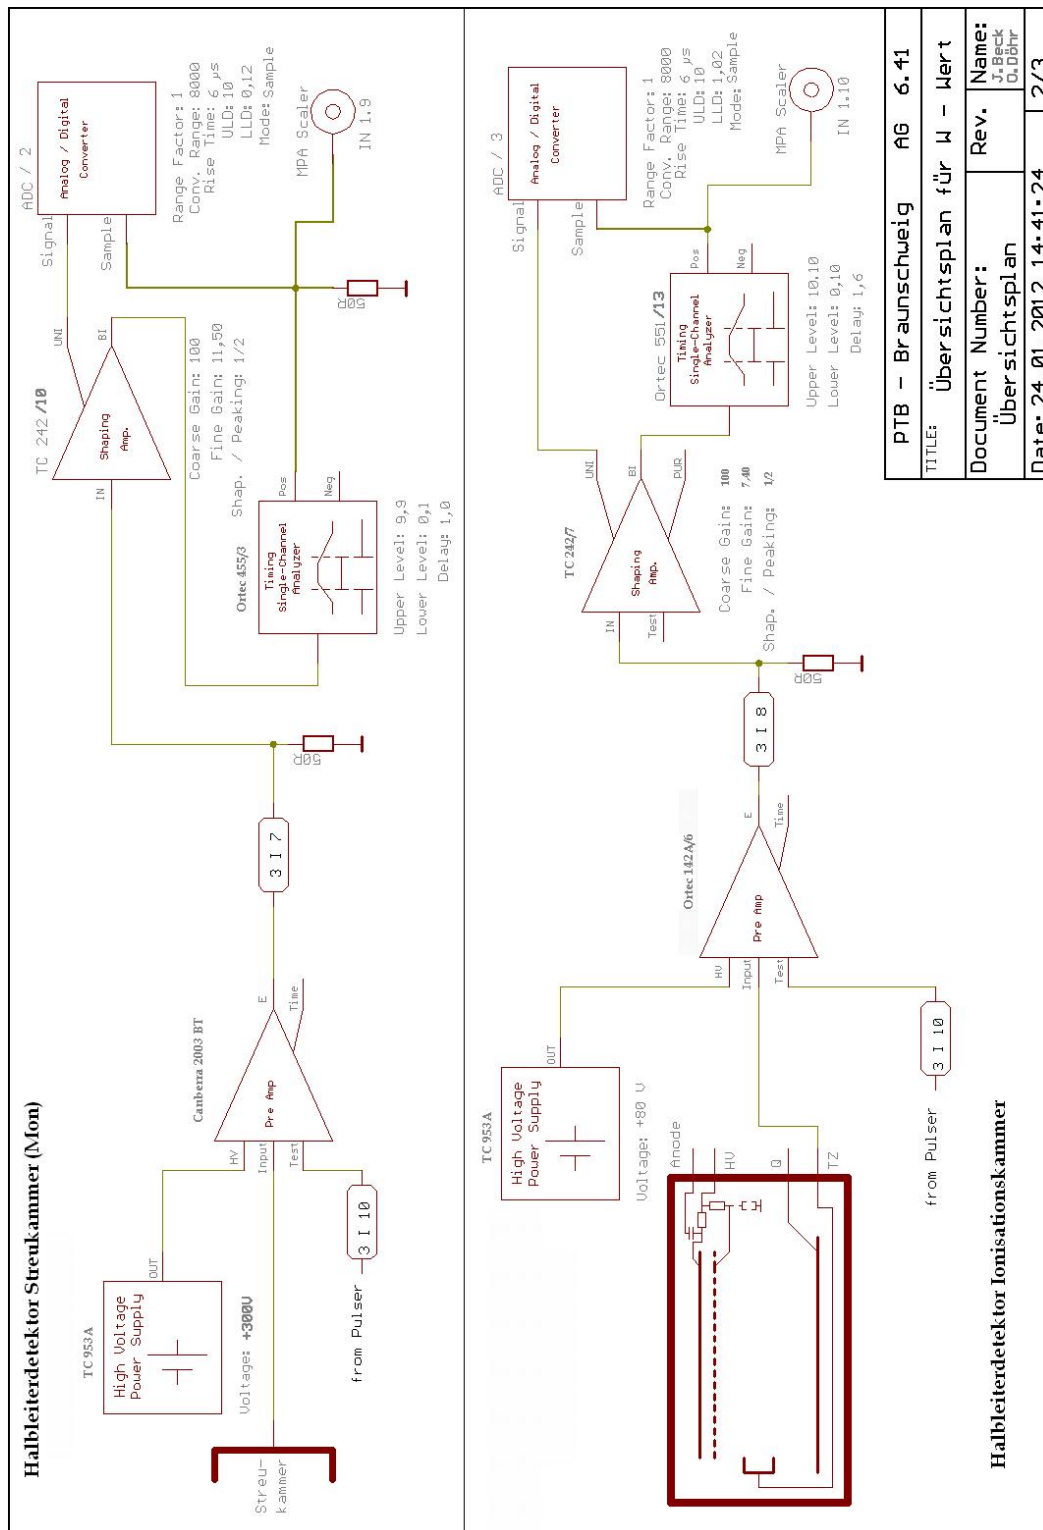 Halbleiterdetektor Streukammer (Mon)
Streu-
kammer
TC 953A
High Voltage
Power Supply
OUT
Voltage: +300V
from Pulser
3 I 10
Canberra 2003 BT
HV
Input
Test
Pre Amp
E
Time
3 I 7
50R
TC 242 /10
IN
Shaping
Amp.
UNI
BI
Coarse Gain: 100
Fine Gain: 11,50
Shap. / Peaking: 1/2
Ortec 455/3
Timing
Single-Channel
Analyzer
Pos
Neg
Upper Level: 9,9
Lower Level: 0,1
Delay: 1,0
50R
ADC / 2
Signal
Sample
Analog / Digital
Converter
Range Factor: 1
Conv. Range: 8000
Rise Time: 6 µs
ULD: 10
LLD: 0,12
Mode: Sample
MPA Scaler
IN 1.9
Halbleiterdetektor Ionisationskammer
Anode
HV
Q
TZ
TC 953A
High Voltage
Power Supply
OUT
Voltage: +80 V
from Pulser
3 I 10
Ortec 142A/6
HV
Input
Test
Pre Amp
E
Time
3 I 8
50R
TC 242/7
IN
Test
Shaping
Amp.
UNI
BI
PUR
Coarse Gain: 100
Fine Gain: 7,40
Shap. / Peaking: 1/2
Ortec 551/13
Timing
Single-Channel
Analyzer
Pos
Neg
Upper Level: 10.10
Lower Level: 0,10
Delay: 1,6
ADC / 3
Signal
Sample
Analog / Digital
Converter
Range Factor: 1
Conv. Range: 8000
Rise Time: 6 µs
ULD: 10
LLD: 1,02
Mode: Sample
MPA Scaler
IN 1.10
PTB - Braunschweig AG 6.41
TITLE: Übersichtsplan für W - Wert
Document Number: Rev. Name:
Übersichtsplan J.Beck
O.Döhr
Date: 24.01.2012 14:41:24 2/3